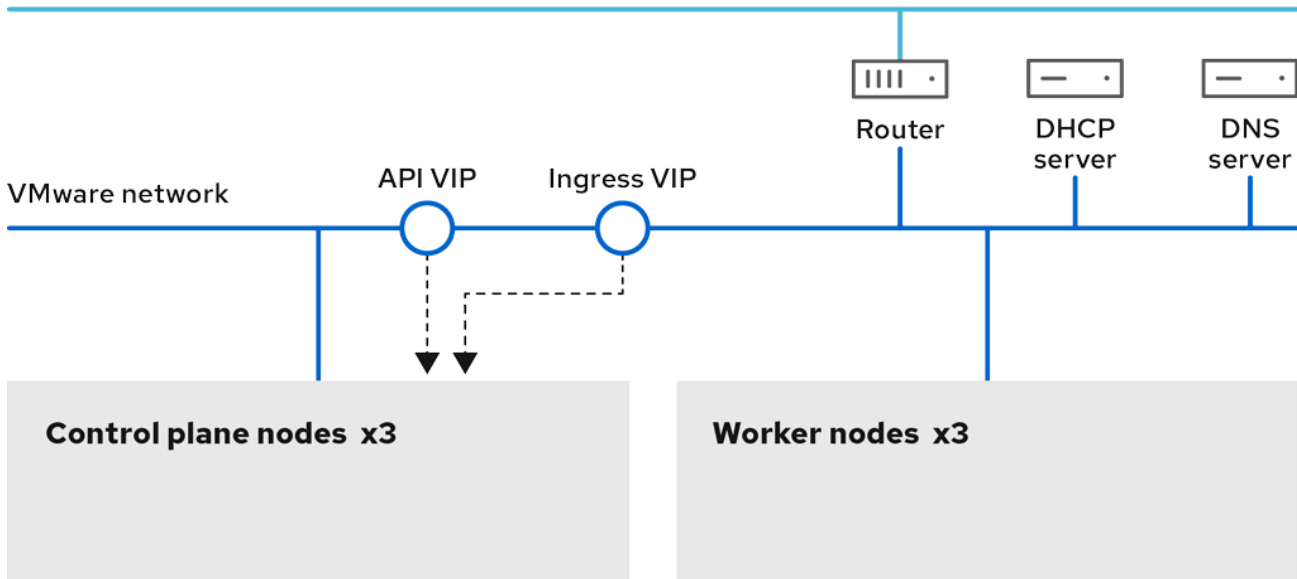 Router
DHCP
server
DNS
server
API VIP
Ingress VIP
VMware network
Control plane nodes x3
Worker nodes x3